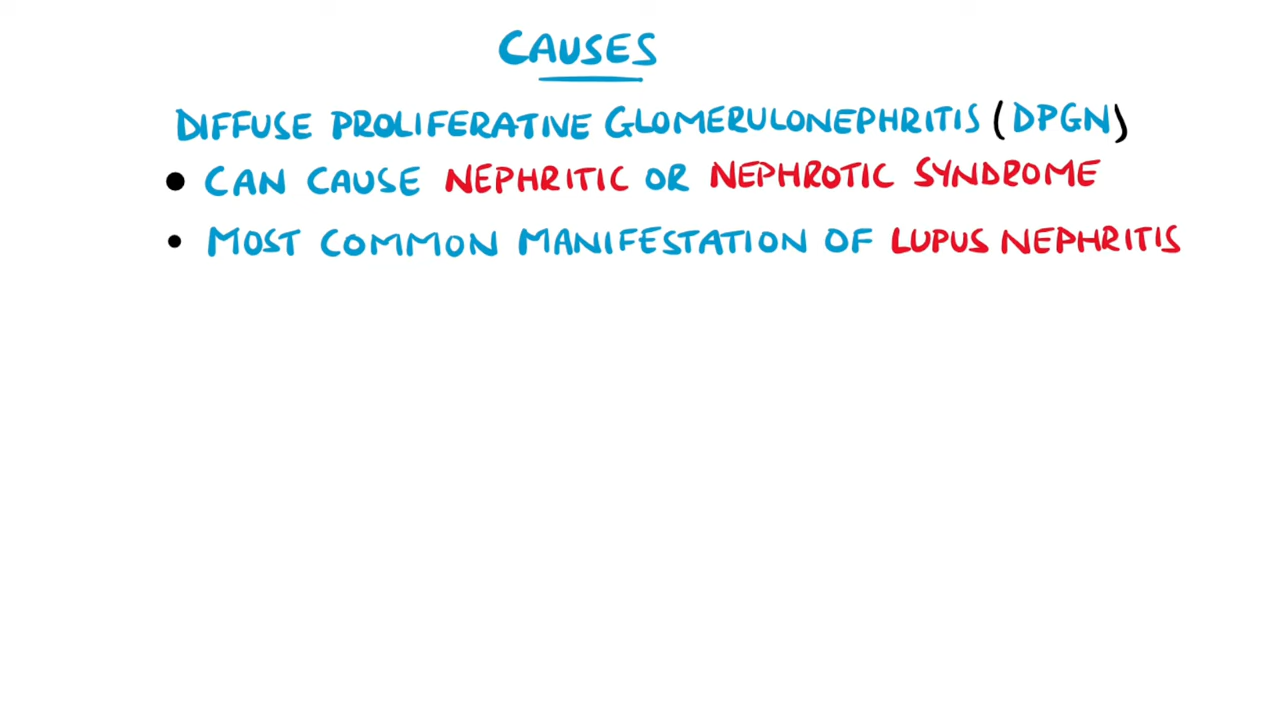 CAUSES
DIFFUSE PROLIFERATIVE GLOMERULONEPHRITIS (DPGN)
• CAN CAUSE NEPHRITIC OR NEPHROTIC SYNDROME
• MOST COMMON MANIFESTATION OF LUPUS NEPHRITIS